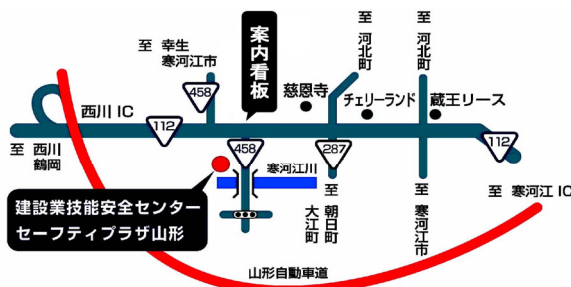 至 幸生
寒河江市
458
案内看板
至 河北町
至 河北町
慈恩寺
チェリーランド
蔵王リース
西川 IC
112
至 西川
鶴岡
458
寒河江川
287
112
至 朝日町
大江町
至 寒河江市
至 寒河江 IC
建設業技能安全センター
セーフティプラザ山形
山形自動車道